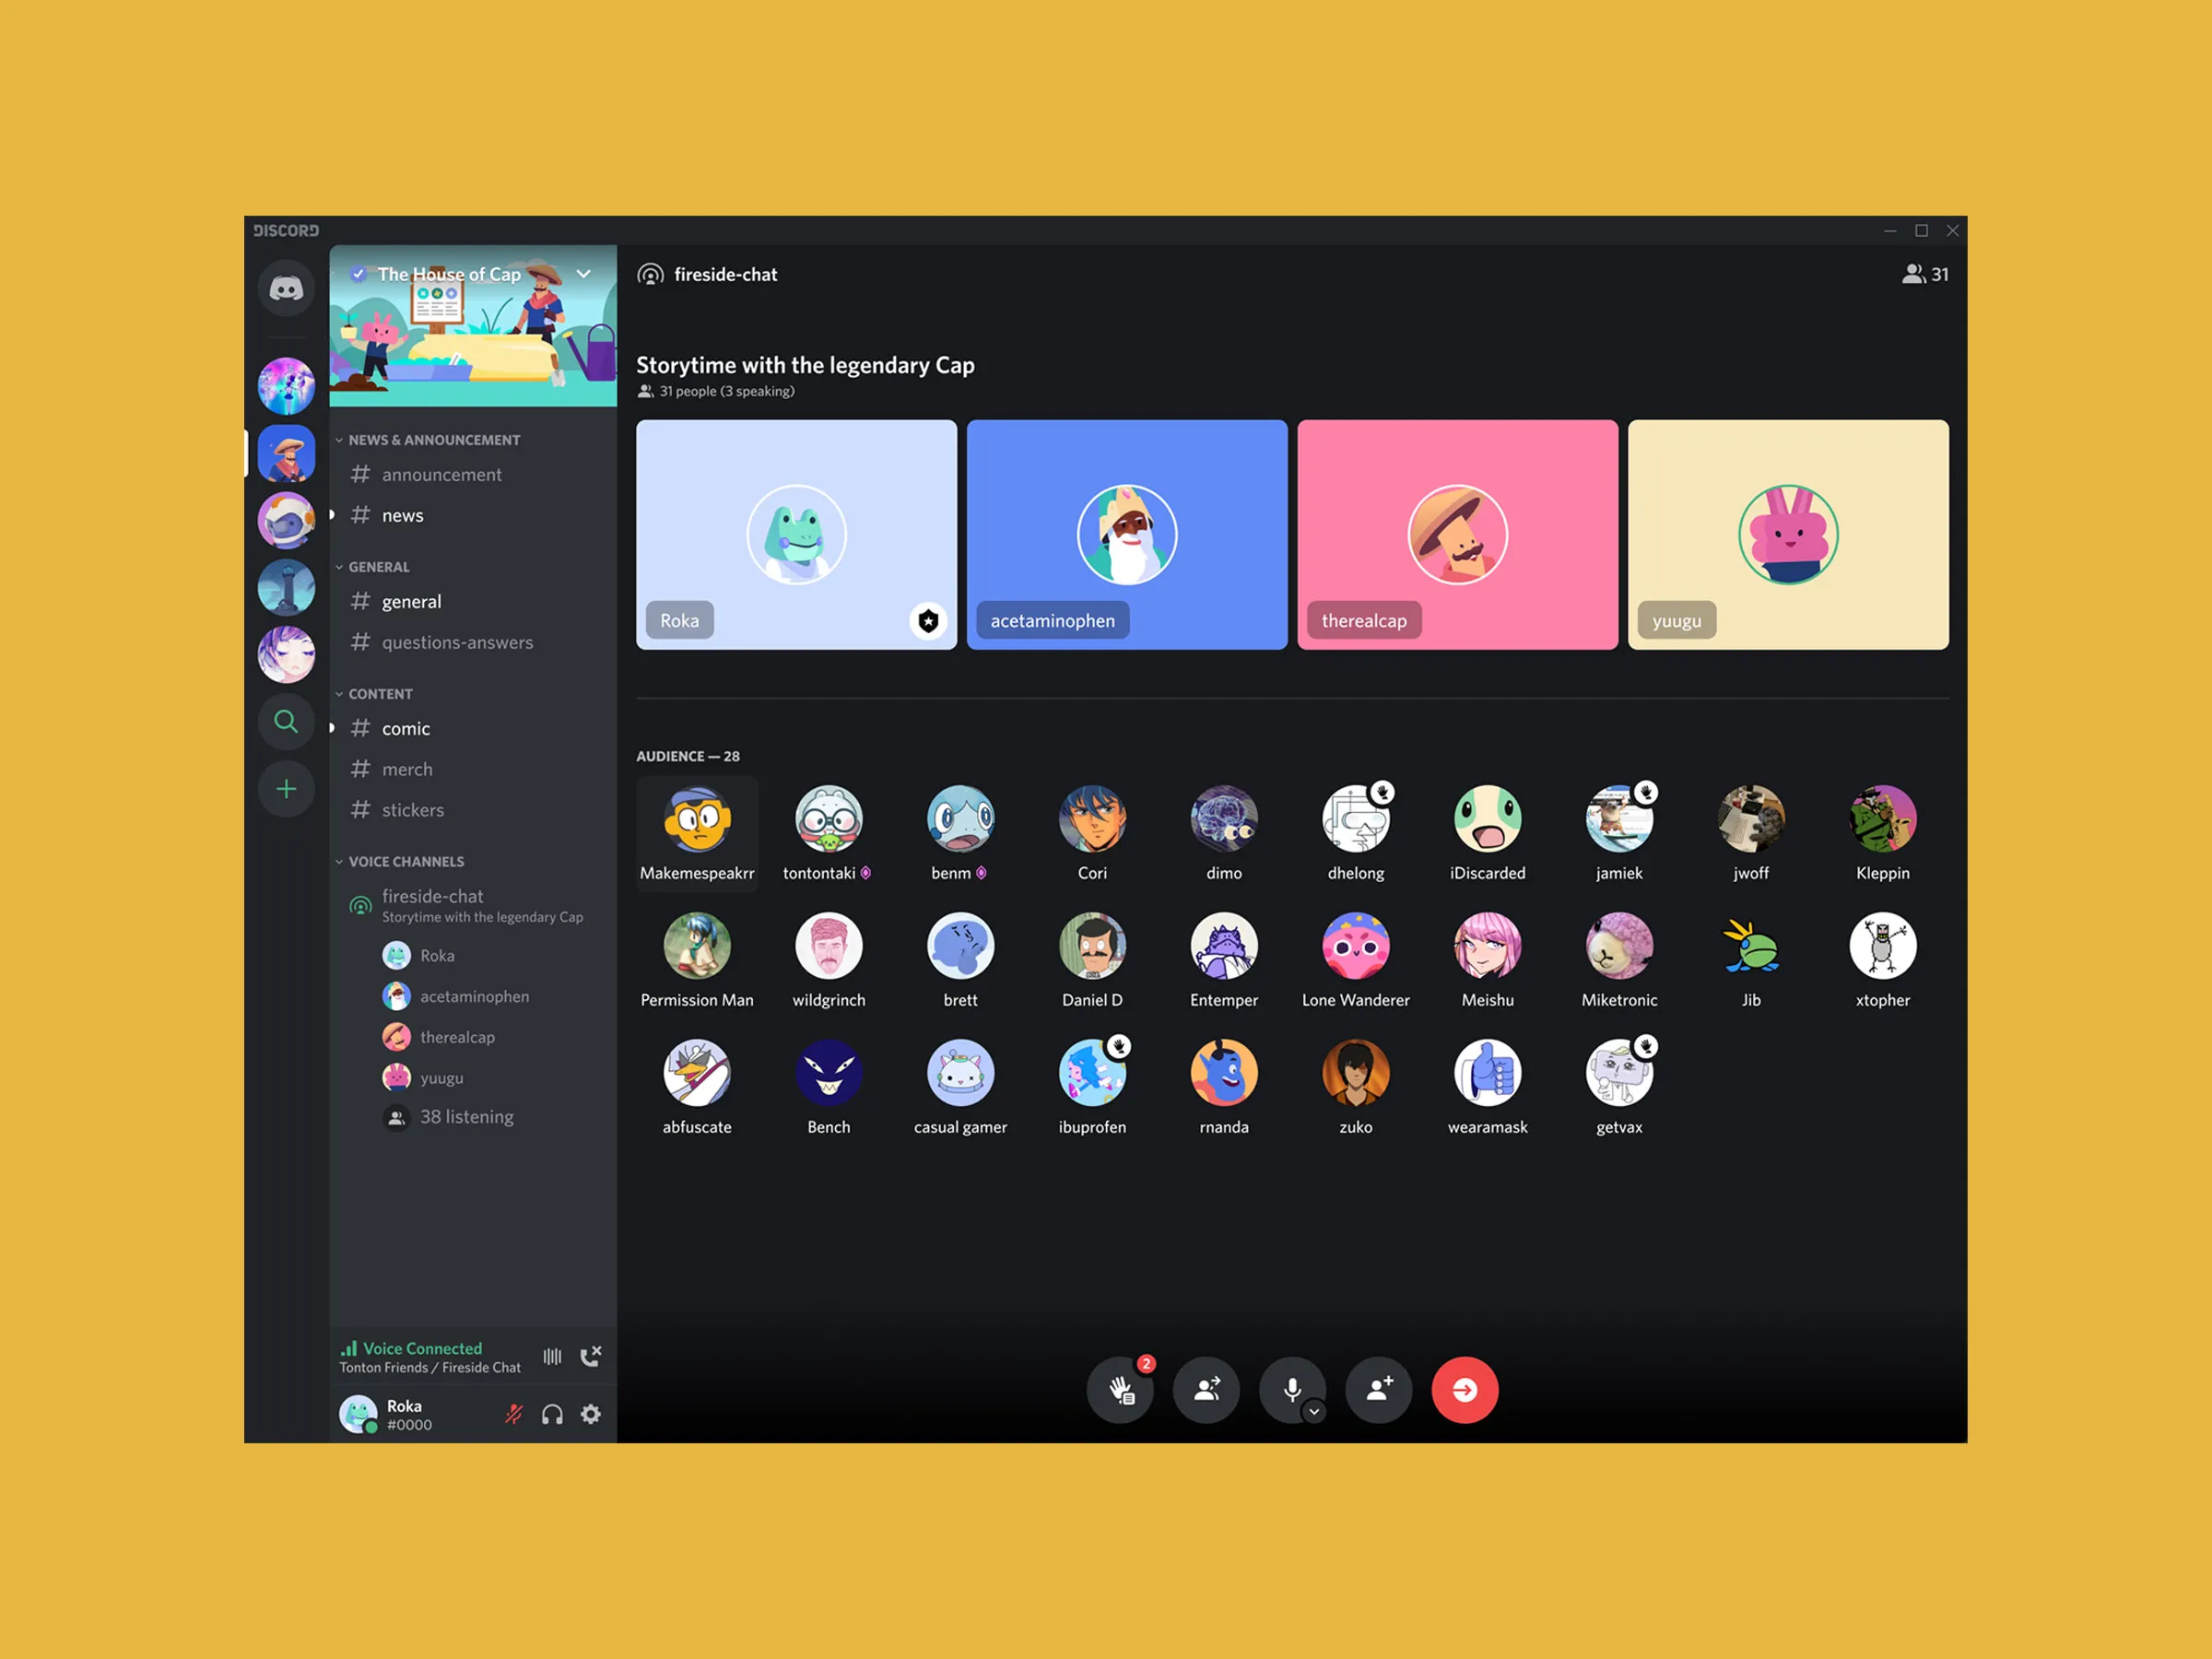 DISCORD
The House of Cap
NEWS & ANNOUNCEMENT
announcement
news
GENERAL
general
questions-answers
CONTENT
comic
merch
stickers
VOICE CHANNELS
fireside-chat
Storytime with the legendary Cap
Roka
acetaminophen
therealcap
yuugu
38 listening
Voice Connected
Tonton Friends / Fireside Chat
Roka
#0000
fireside-chat
31
Storytime with the legendary Cap
31 people (3 speaking)
Roka
acetaminophen
therealcap
yuugu
AUDIENCE — 28
Makemespeakrr tontontaki benm Cori dimo dhelong iDiscarded jamiek jwoff Kleppin
Permission Man wildgrinch brett Daniel D Entemper Lone Wanderer Meishu Miketronic Jib xtopher
abfuscate Bench casual gamer ibuprofen rnanda zuko wearamask getvax
2